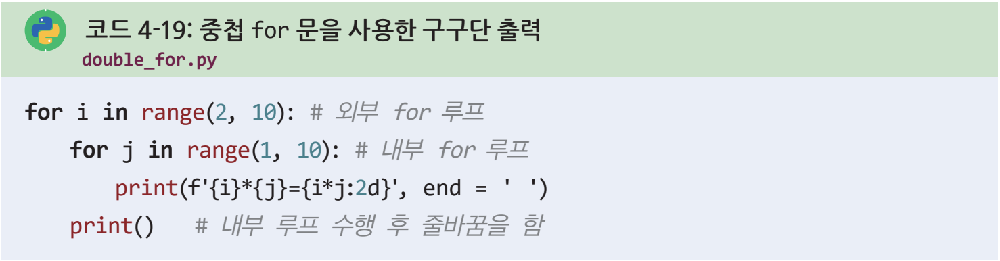 코드 4-19: 중첩 for 문을 사용한 구구단 출력
double_for.py
for i in range(2, 10): # 외부 for 루프
    for j in range(1, 10): # 내부 for 루프
        print(f'{i}*{j}={i*j:2d}', end = ' ')
    print()   # 내부 루프 수행 후 줄바꿈을 함